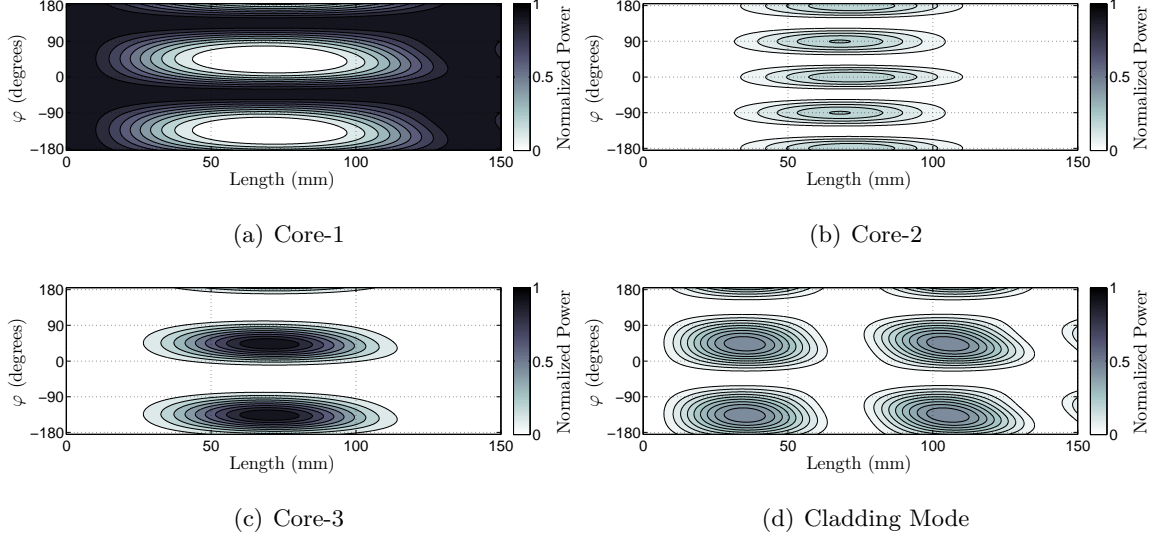 180
90
0
−90
−180
φ (degrees)
0 50 100 150
Length (mm)
1
0.5
0
Normalized Power
(a) Core-1
180
90
0
−90
−180
φ (degrees)
0 50 100 150
Length (mm)
1
0.5
0
Normalized Power
(b) Core-2
180
90
0
−90
−180
φ (degrees)
0 50 100 150
Length (mm)
1
0.5
0
Normalized Power
(c) Core-3
180
90
0
−90
−180
φ (degrees)
0 50 100 150
Length (mm)
1
0.5
0
Normalized Power
(d) Cladding Mode